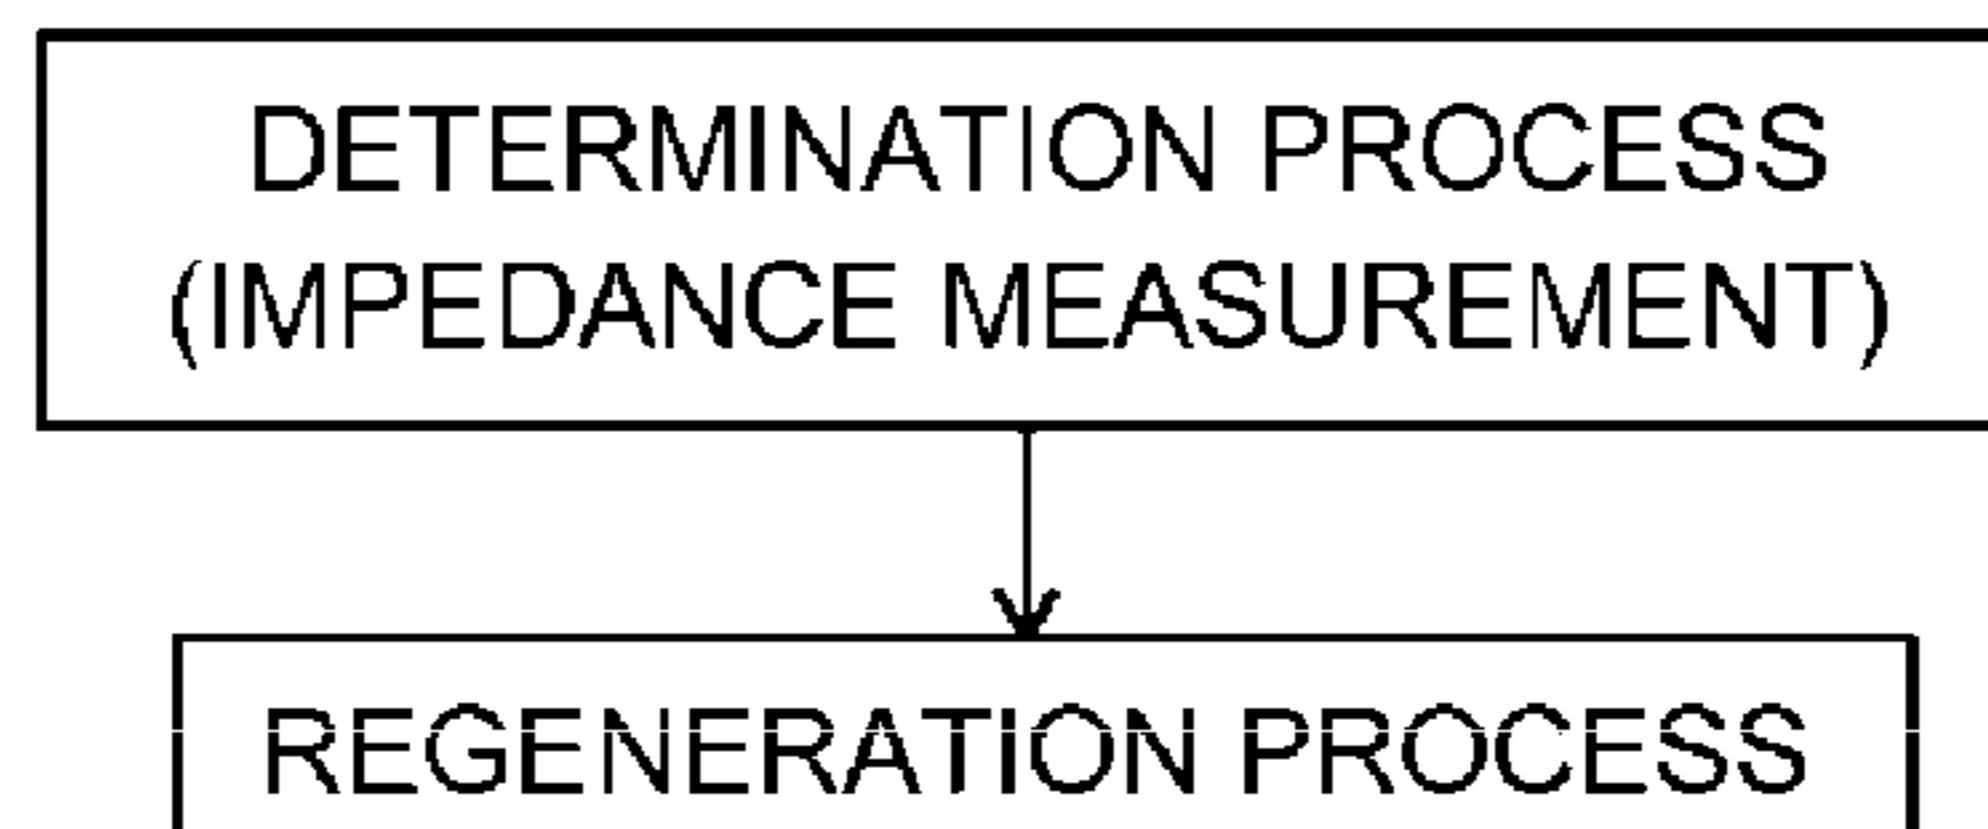 DETERMINATION PROCESS
(IMPEDANCE MEASUREMENT)
REGENERATION PROCESS